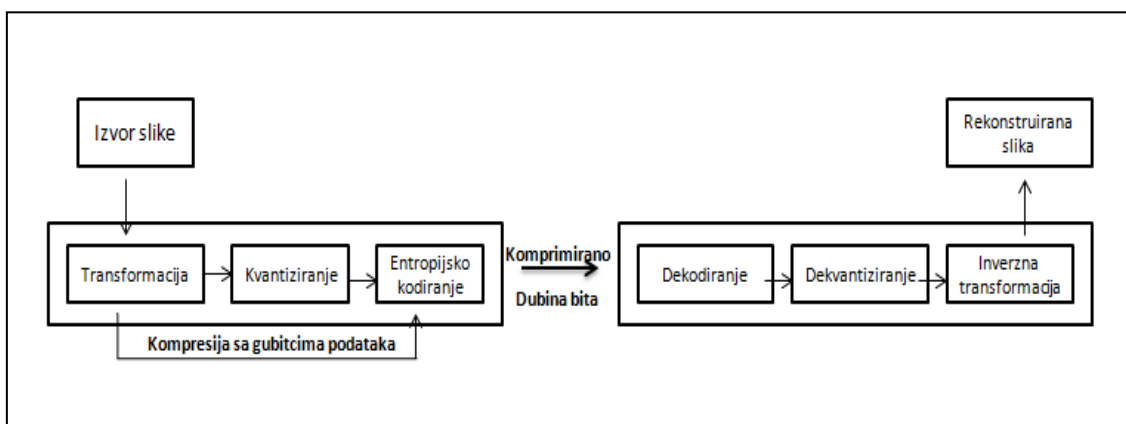 Izvor slike
Rekonstruirana
slika
Transformacija
Kvantiziranje
Entropijsko
kodiranje
Komprimirano
Dubina bita
Dekodiranje
Dekvantiziranje
Inverzna
transformacija
Kompresija sa gubitcima podataka